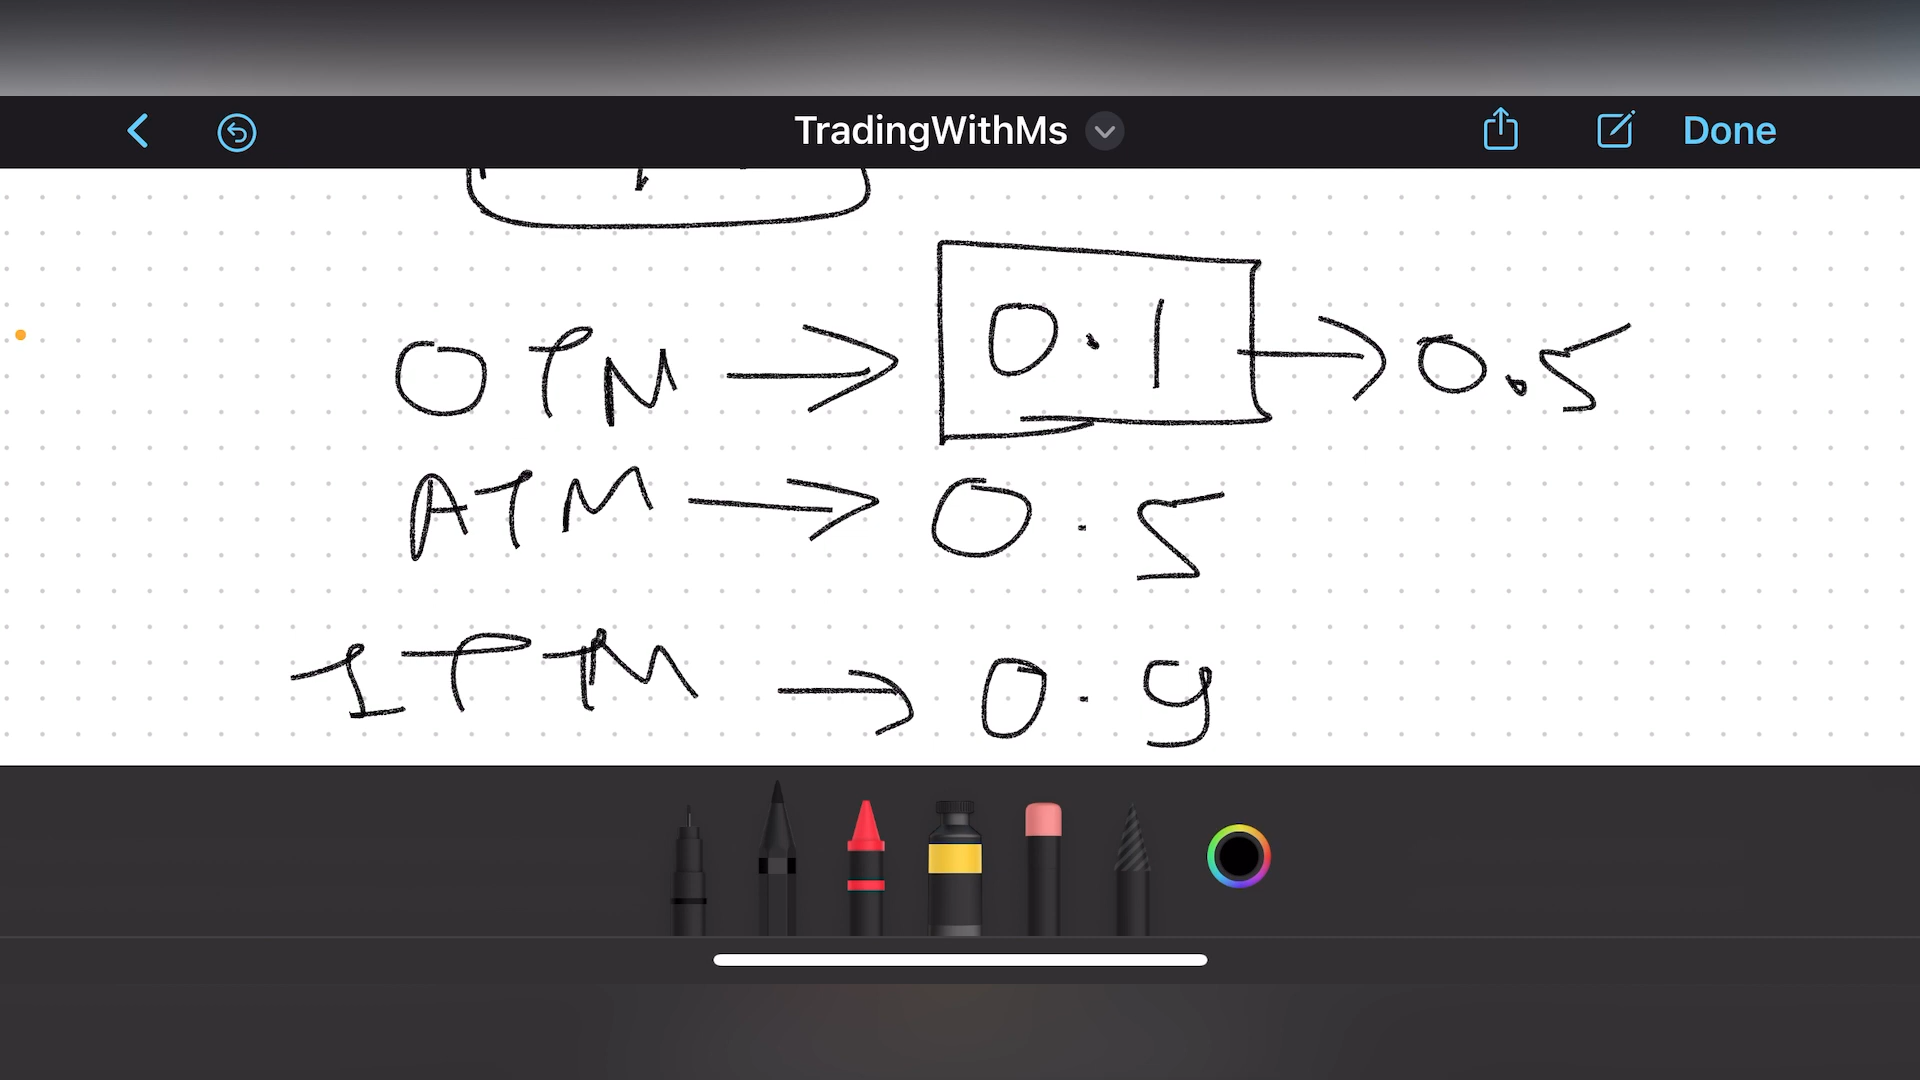 TradingWithMs Done
OTM → 0.1 → 0.5
ATM → 0.5
ITM → 0.9